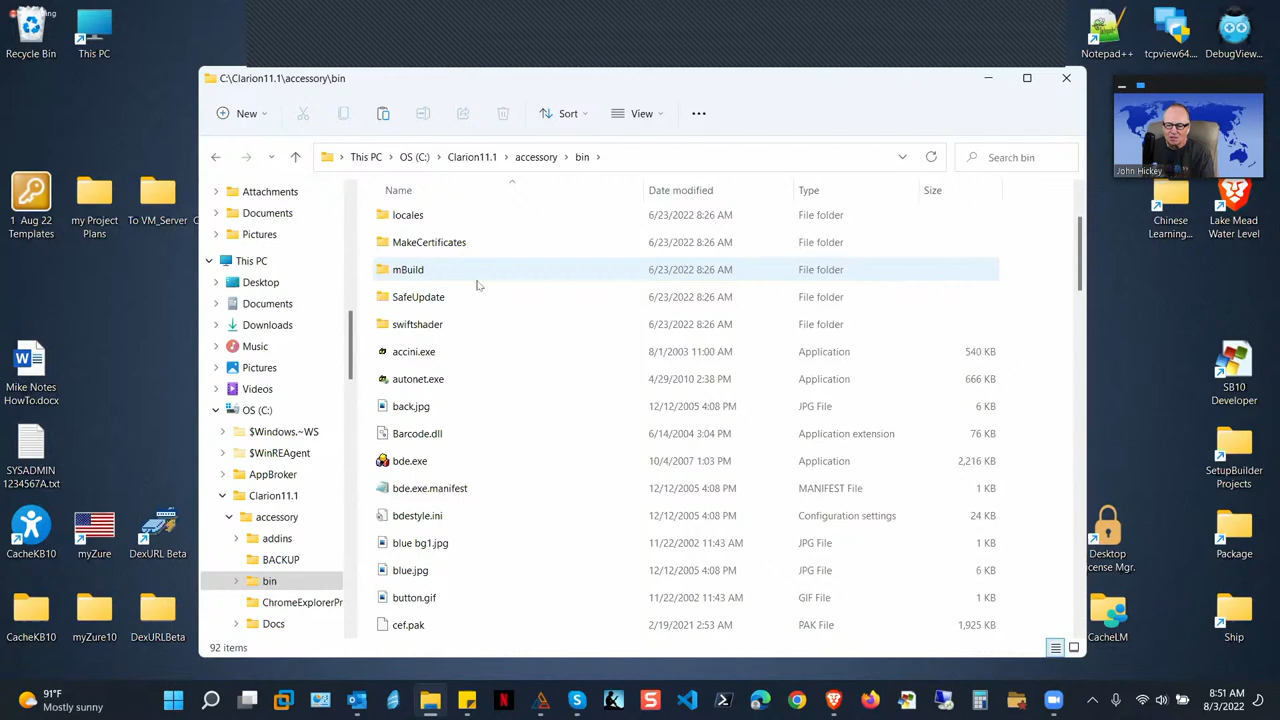 Recycle Bin
This PC
Notepad++
tcpview64....
DebugView...
C:\Clarion11.1\accessory\bin
New
Sort
View
This PC
OS (C:)
Clarion11.1
accessory
bin
Search bin
John Hickey
Name
Date modified
Type
Size
1 Aug 22
Templates
my Project
Plans
To VM_Server
Chinese
Learning...
Lake Mead
Water Level
Attachments
Documents
Pictures
This PC
Desktop
Documents
Downloads
Music
Pictures
Videos
OS (C:)
$Windows.~WS
$WinREAgent
AppBroker
Clarion11.1
accessory
addins
BACKUP
bin
ChromeExplorerPr
Docs
locales 6/23/2022 8:26 AM File folder
MakeCertificates 6/23/2022 8:26 AM File folder
mBuild 6/23/2022 8:26 AM File folder
SafeUpdate 6/23/2022 8:26 AM File folder
swiftshader 6/23/2022 8:26 AM File folder
accini.exe 8/1/2003 11:00 AM Application 540 KB
autonet.exe 4/29/2010 2:38 PM Application 666 KB
back.jpg 12/12/2005 4:08 PM JPG File 6 KB
Barcode.dll 6/14/2004 3:04 PM Application extension 76 KB
bde.exe 10/4/2007 1:03 PM Application 2,216 KB
bde.exe.manifest 12/12/2005 4:08 PM MANIFEST File 1 KB
bdestyle.ini 12/12/2005 4:08 PM Configuration settings 24 KB
blue bg1.jpg 11/22/2002 11:43 AM JPG File 1 KB
blue.jpg 12/12/2005 4:08 PM JPG File 6 KB
button.gif 11/22/2002 11:43 AM GIF File 1 KB
cef.pak 2/19/2021 2:53 AM PAK File 1,925 KB
92 items
Mike Notes
HowTo.docx
SB10
Developer
SYSADMIN
1234567A.txt
SetupBuilder
Projects
CacheKB10
myZure
DexURL Beta
Desktop
cense Mgr.
Package
CacheKB
myZure10
DexURLBeta
CacheLM
Ship
91°F
Mostly sunny
8:51 AM
8/3/2022